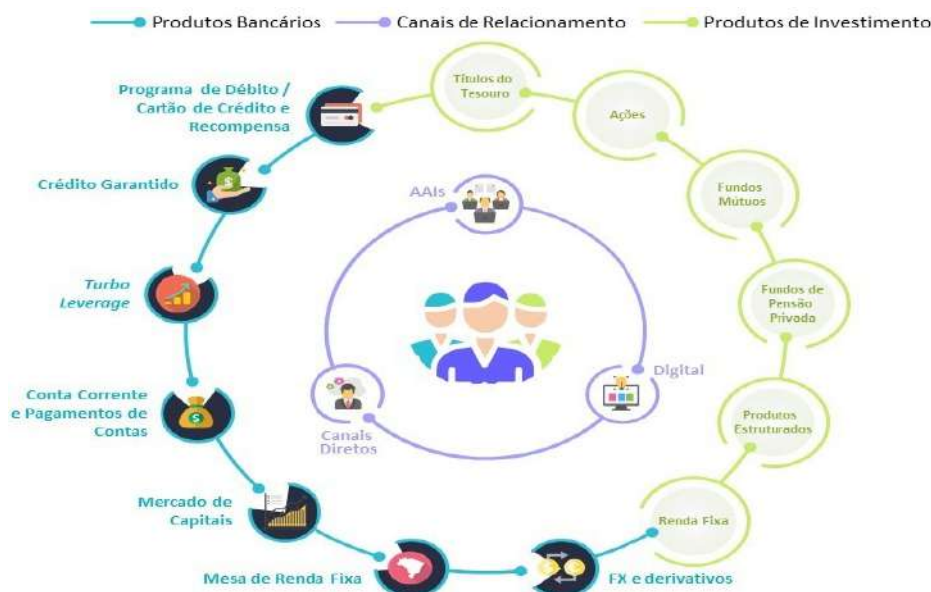 Produtos Bancários
Canais de Relacionamento
Produtos de Investimento
Programa de Débito /
Cartão de Crédito e
Recompensa
Títulos do
Tesouro
Ações
Crédito Garantido
AAIs
Fundos
Mútuos
Turbo
Leverage
Fundos de
Pensão
Privada
Digital
Conta Corrente
e Pagamentos de
Contas
Canais
Diretos
Produtos
Estruturados
Mercado de
Capitais
Renda Fixa
Mesa de Renda Fixa
FX e derivativos